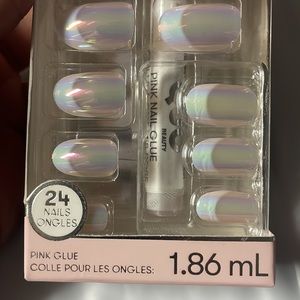 BEAUTY
PINK NAIL GLUE
24
NAILS
ONGLES
PINK GLUE
COLLE POUR LES ONGLES:
1.86 mL